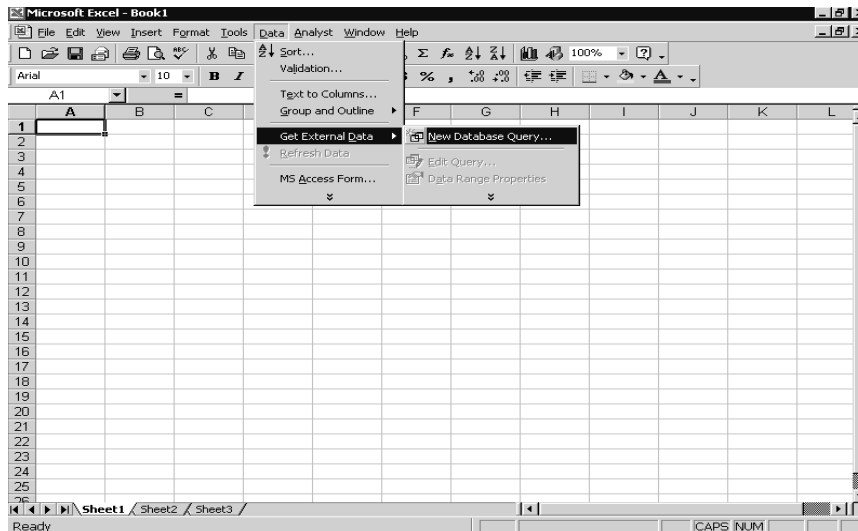 Microsoft Excel - Book1
File Edit View Insert Format Tools Data Analyst Window Help
100%
Arial 10 B I % ,
A1 =
A B C F G H I J K L
Sort...
Validation...
Text to Columns...
Group and Outline
Get External Data
Refresh Data
MS Access Form...
New Database Query...
Edit Query...
Data Range Properties
1
2
3
4
5
6
7
8
9
10
11
12
13
14
15
16
17
18
19
20
21
22
23
24
25
26
Sheet1 Sheet2 Sheet3
Ready CAPS NUM